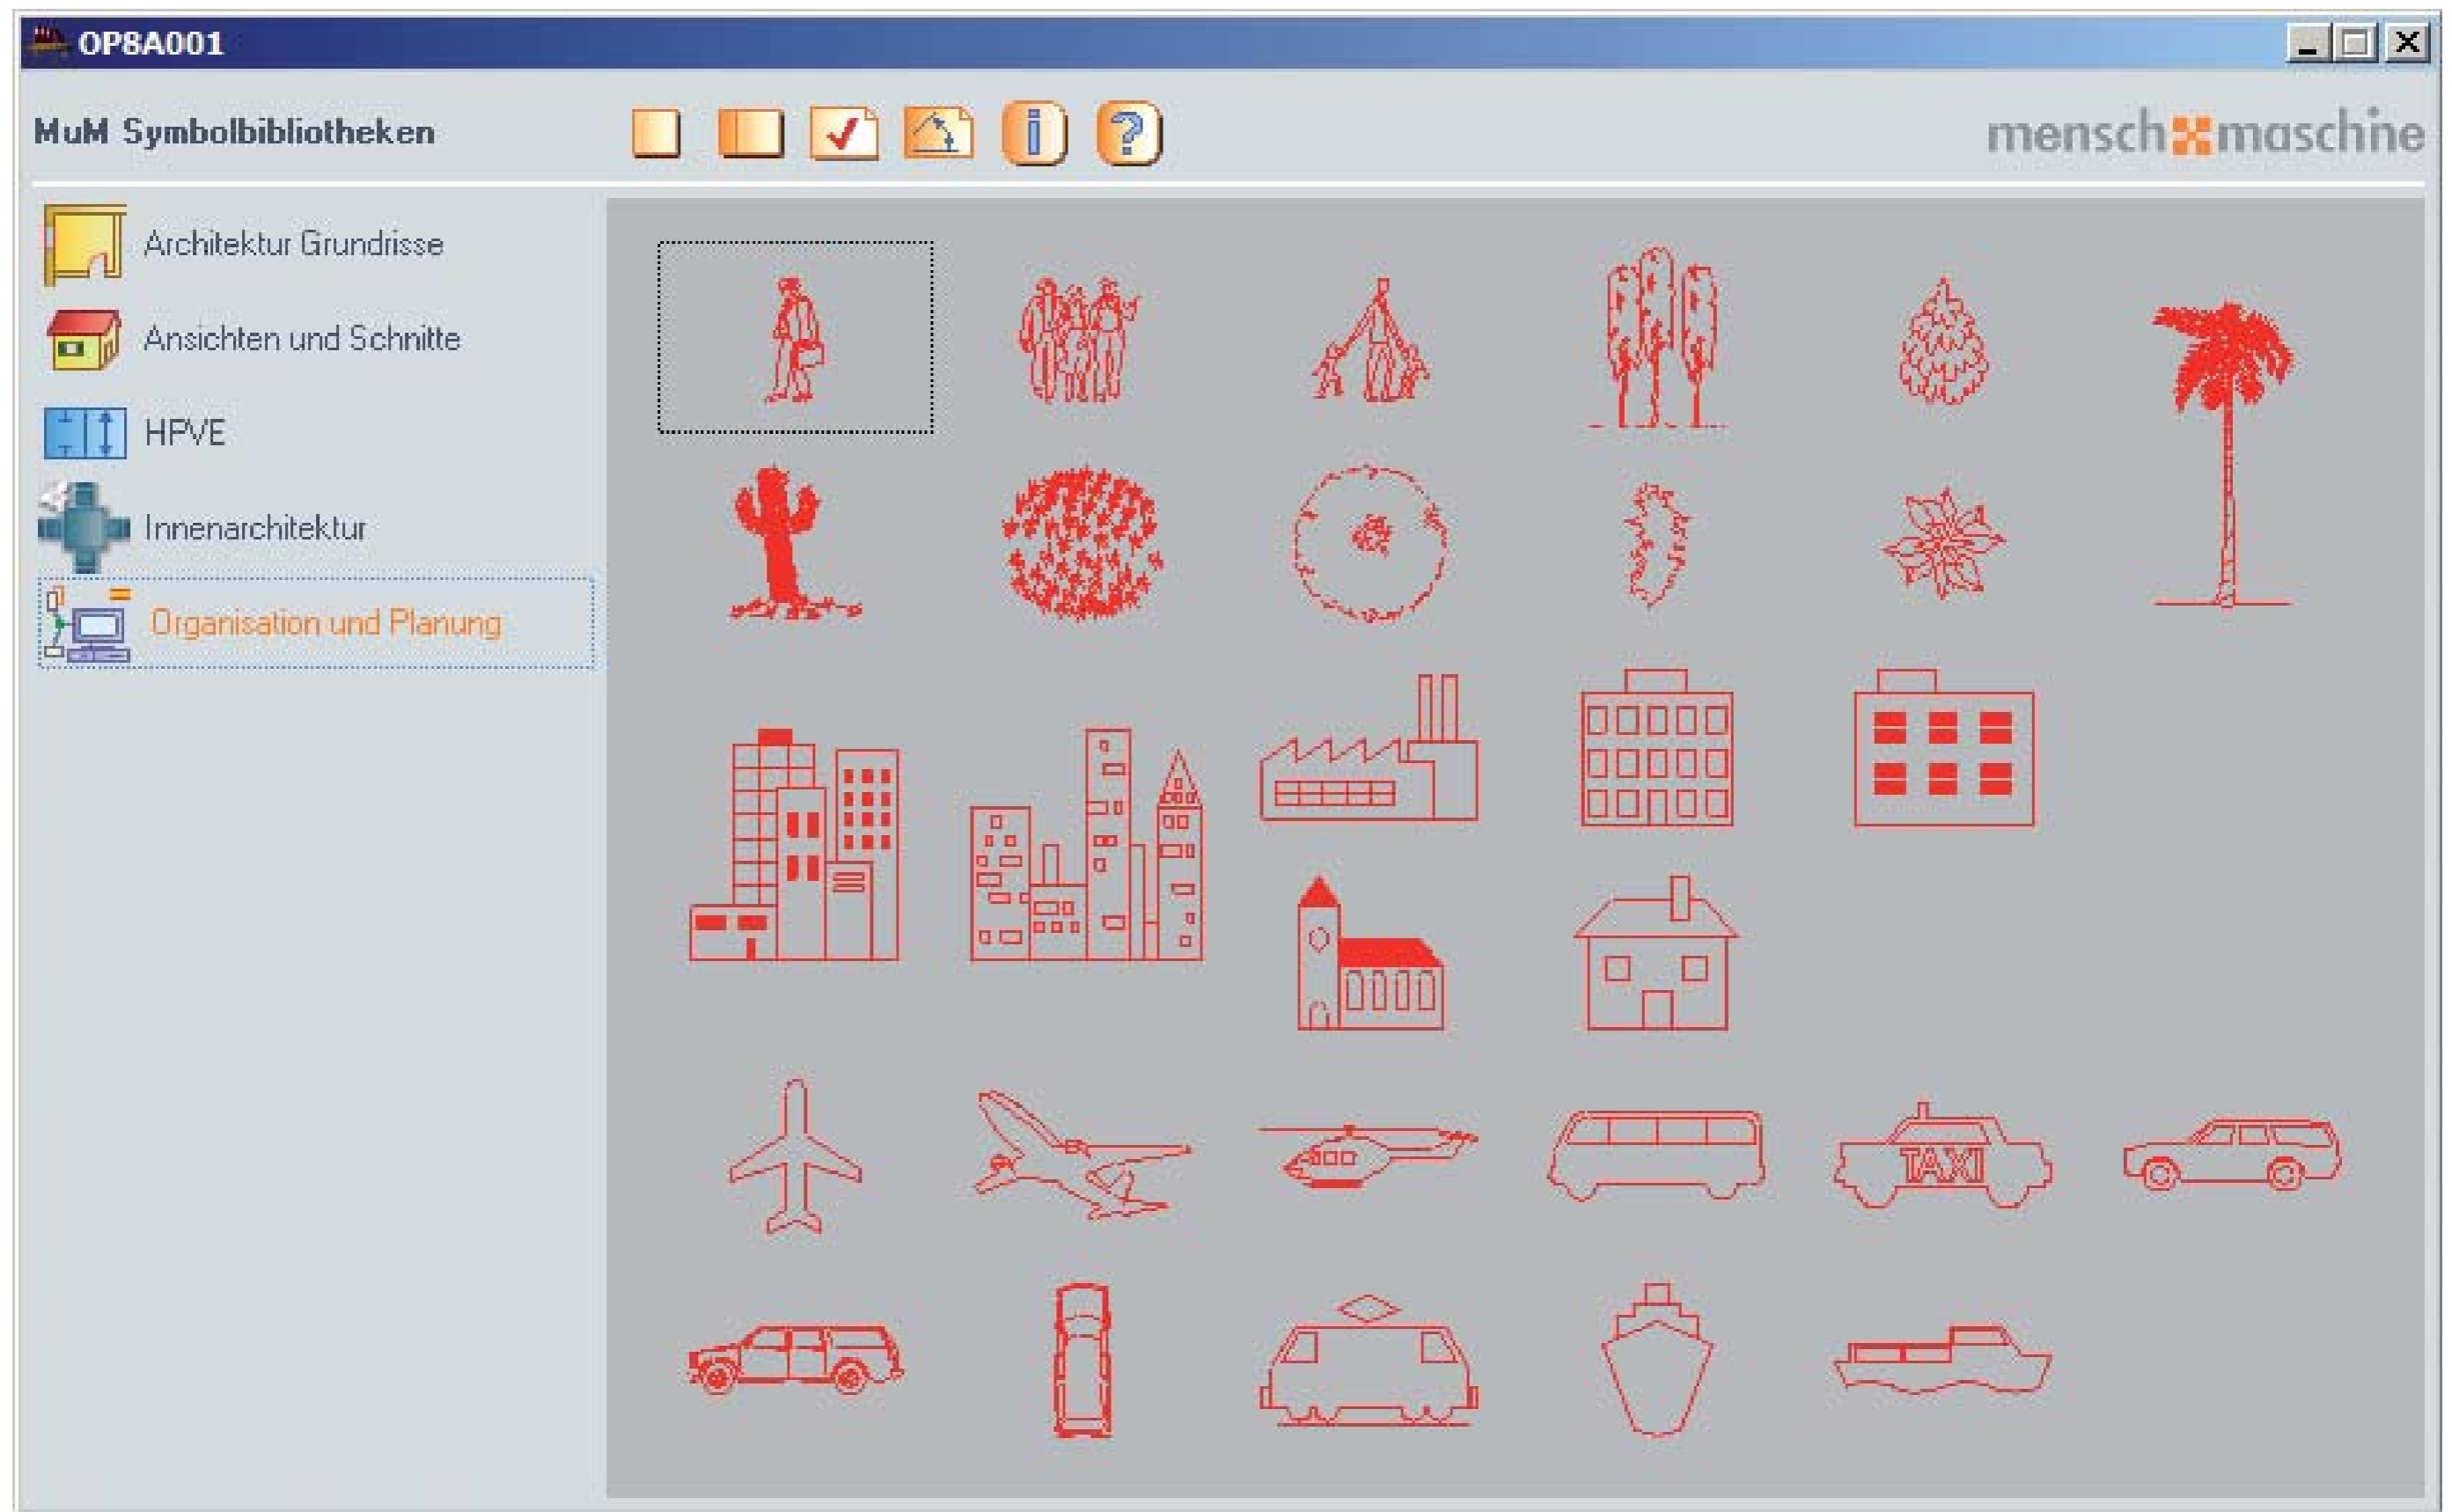 OP8A001
MuM Symbolbibliotheken
mensch maschine
Architektur Grundrisse
Ansichten und Schnitte
HPVE
Innenarchitektur
Organisation und Planung
TAXI